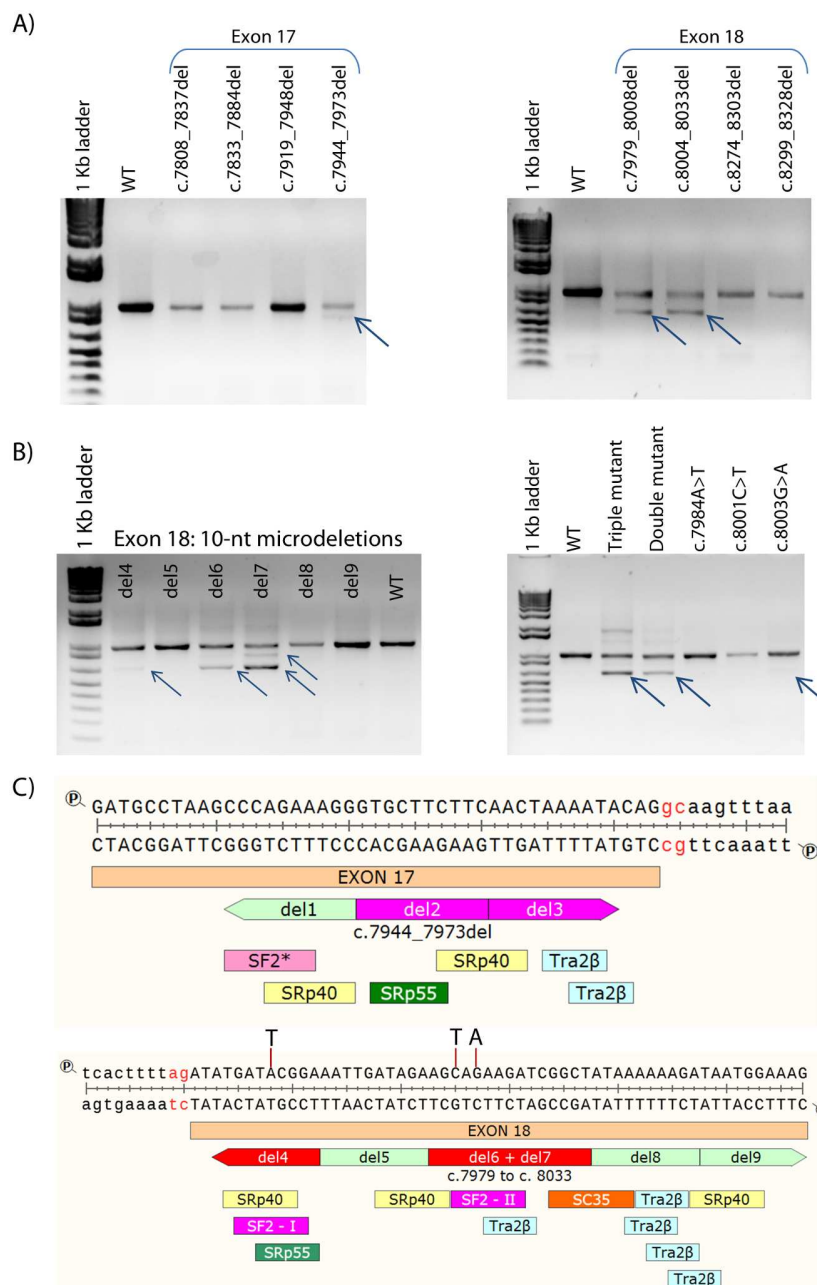 A)
Exon 17
1 Kb ladder
WT
c.7808_7837del
c.7833_7884del
c.7919_7948del
c.7944_7973del
Exon 18
1 Kb ladder
WT
c.7979_8008del
c.8004_8033del
c.8274_8303del
c.8299_8328del
B)
1 Kb ladder
Exon 18: 10-nt microdeletions
del4
del5
del6
del7
del8
del9
WT
1 Kb ladder
WT
Triple mutant
Double mutant
c.7984A>T
c.8001C>T
c.8003G>A
C)
P
GATGCCTAAGCCCAGAAAGGGTGCTTCTTCAACTAAAATACAGgcaagtttaa
CTACGGATTCGGGTCTTTCCCACGAAGAAGTTGATTTTATGTCcgttcaaatt
P
EXON 17
del1 del2 del3
c.7944_7973del
SF2* SRp40 Tra2β
SRp40 SRp55 Tra2β
T T A
P
tcacttttagATATGATACGGAAATTGATAGAAGCAGAAGATCGGCTATAAAAAAGATAATGGAAAG
agtgaaaatcTATACTATGCCTTTAACTATCTTCGTCTTCTAGCCGATATTTTTTCTATTACCTTTC
EXON 18
del4 del5 del6 + del7 del8 del9
c.7979 to c. 8033
SRp40 SRp40 SF2 - II SC35 Tra2β SRp40
SF2 - I Tra2β Tra2β
SRp55 Tra2β
Tra2β